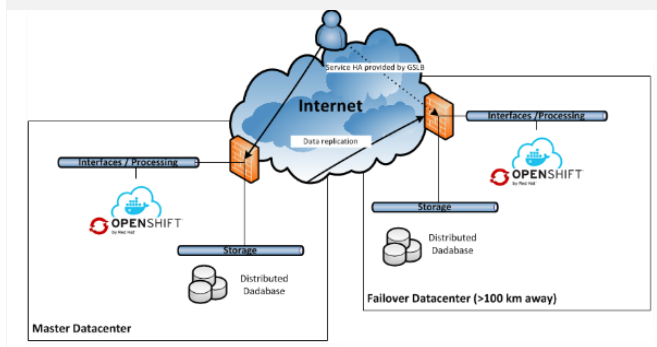 Service HA provided by GSLB
Internet
Interfaces /Processing
Data replication
Interfaces / Processing
OPENSHIFT
by Red Hat
OPENSHIFT
by Red Hat
Storage
Distributed
Dadabase
Storage
Distributed
Dadabase
Failover Datacenter (>100 km away)
Master Datacenter